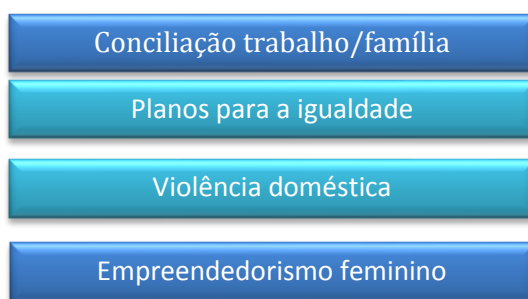 Conciliação trabalho/família
Planos para a igualdade
Violência doméstica
Empreendedorismo feminino